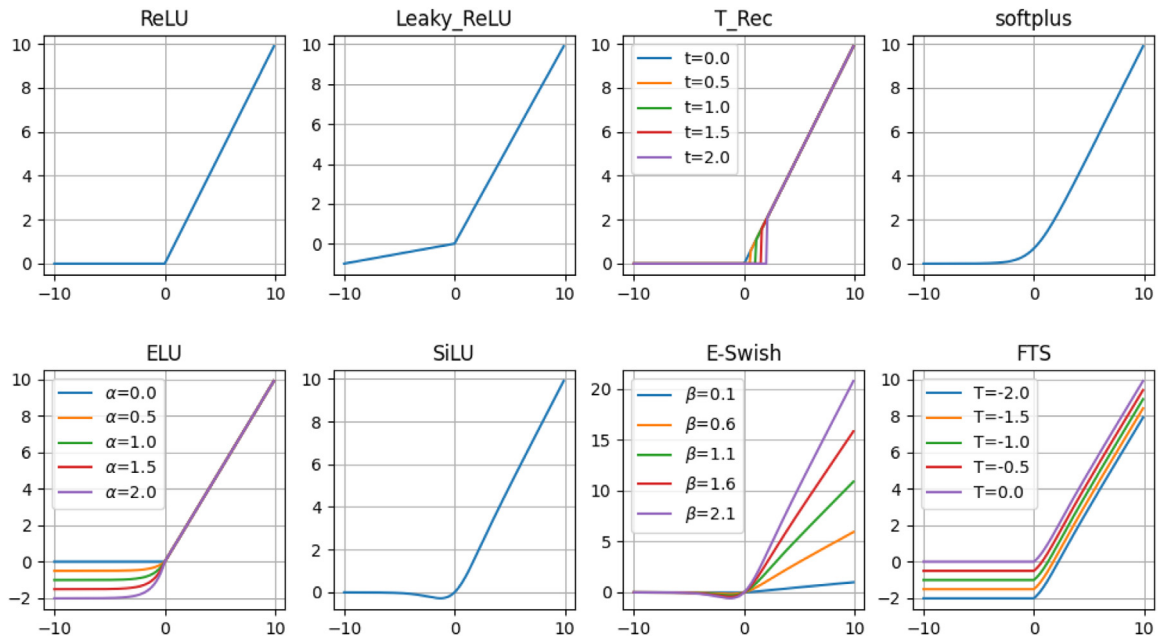 ReLU
10
8
6
4
2
0
−10 0 10
Leaky_ReLU
10
8
6
4
2
0
−10 0 10
T_Rec
10
8
6
4
2
0
t=0.0
t=0.5
t=1.0
t=1.5
t=2.0
−10 0 10
softplus
10
8
6
4
2
0
−10 0 10
ELU
10
8
6
4
2
0
−2
α=0.0
α=0.5
α=1.0
α=1.5
α=2.0
−10 0 10
SiLU
10
8
6
4
2
0
−10 0 10
E-Swish
20
15
10
5
0
β=0.1
β=0.6
β=1.1
β=1.6
β=2.1
−10 0 10
FTS
10
8
6
4
2
0
−2
T=-2.0
T=-1.5
T=-1.0
T=-0.5
T=0.0
−10 0 10